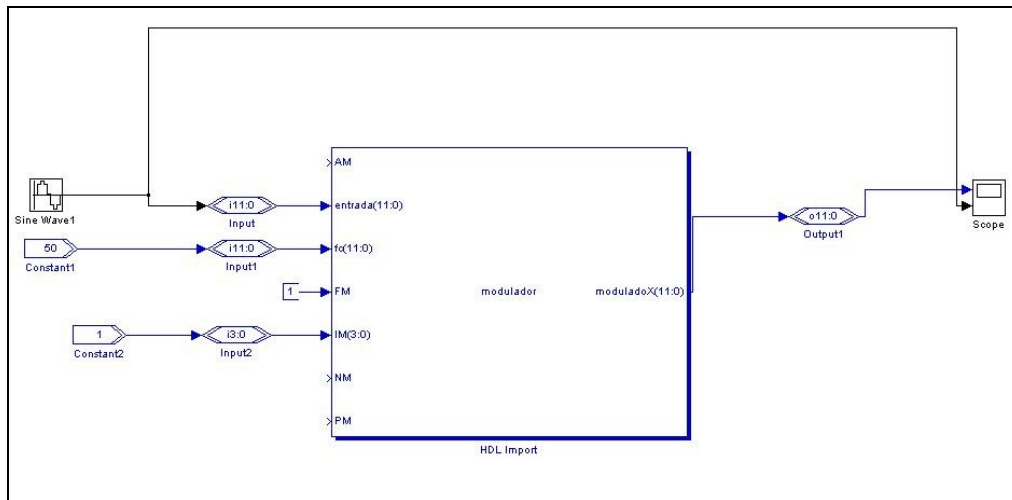 AM
Sine Wave1
i11:0
Input
entrada(11:0)
o11:0
Output1
Scope
50
Constant1
i11:0
Input1
fc(11:0)
1
FM
modulador
moduladoX(11:0)
1
Constant2
i3:0
Input2
IM(3:0)
NM
PM
HDL Import